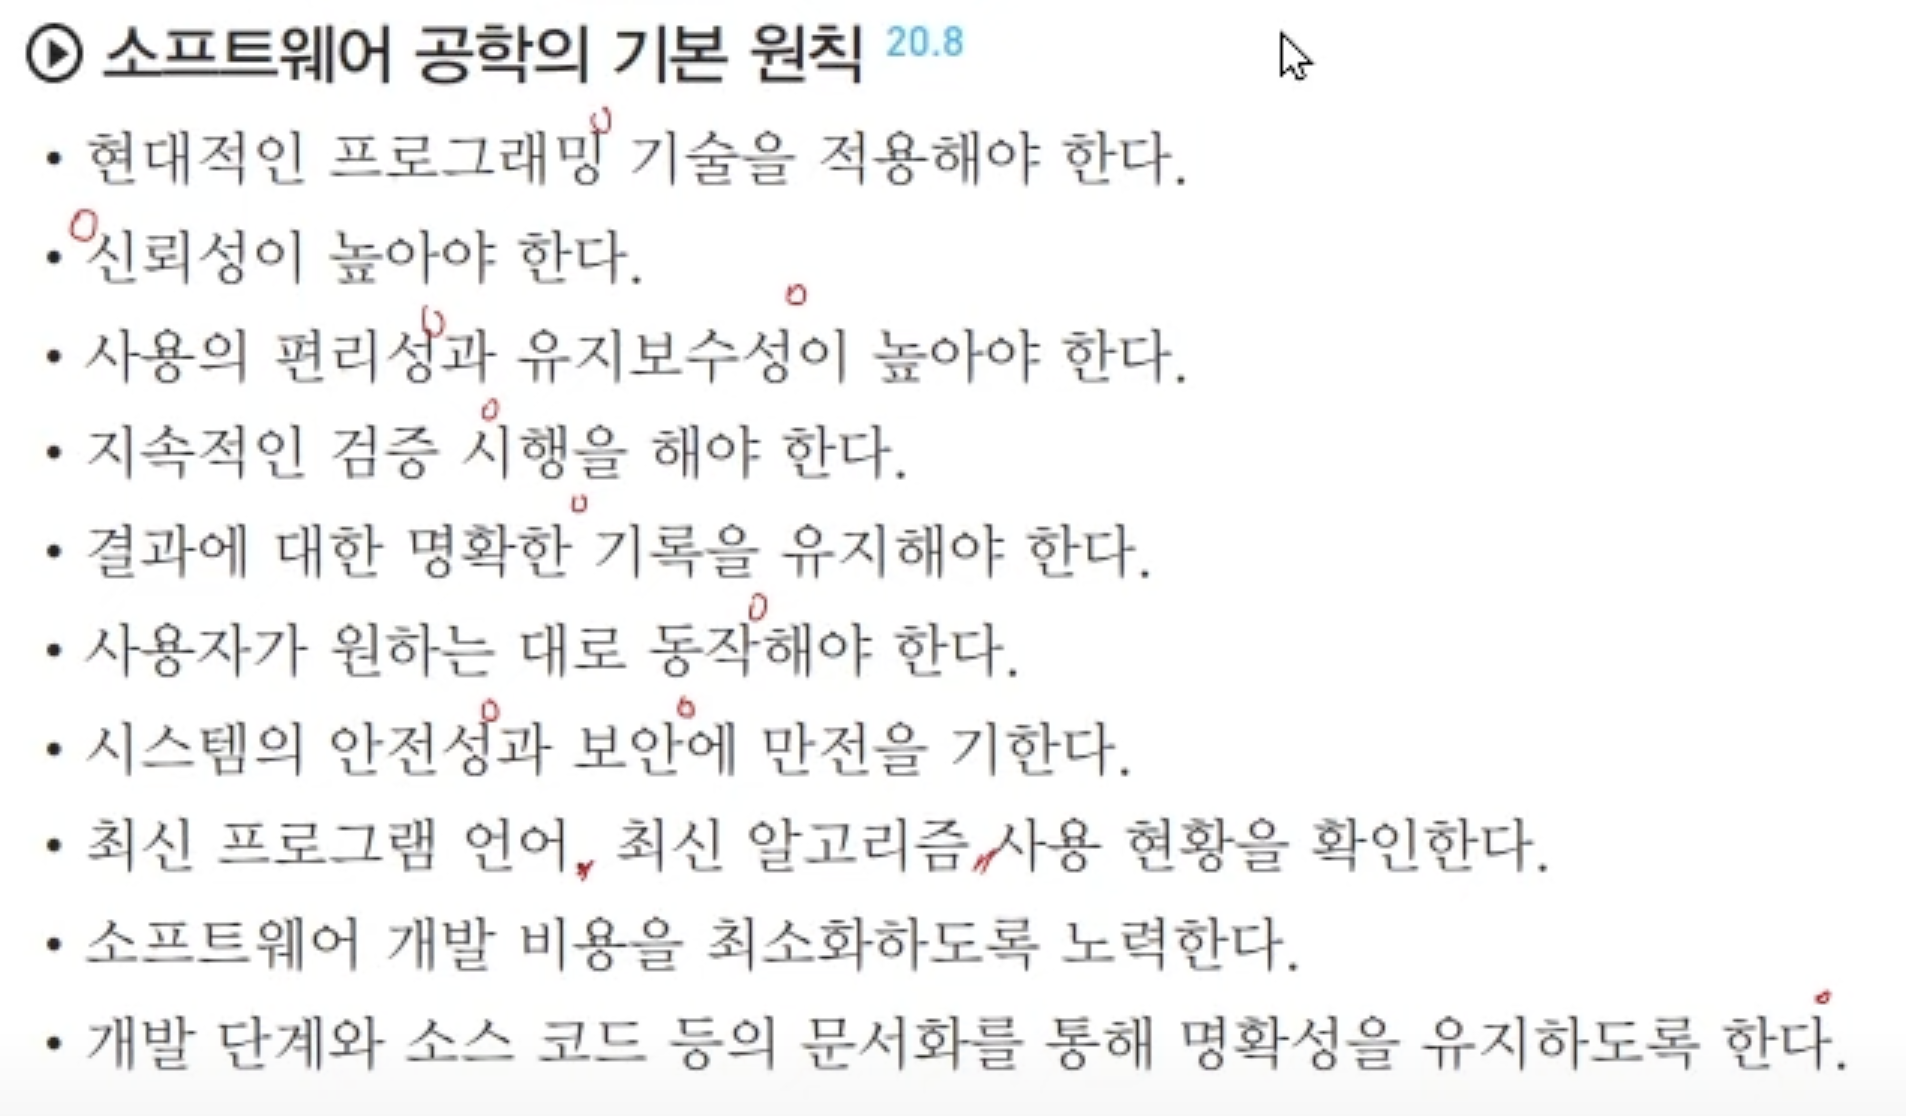 소프트웨어 공학의 기본 원칙 20.8
• 현대적인 프로그래밍 기술을 적용해야 한다.
• 신뢰성이 높아야 한다.
• 사용의 편리성과 유지보수성이 높아야 한다.
• 지속적인 검증 시행을 해야 한다.
• 결과에 대한 명확한 기록을 유지해야 한다.
• 사용자가 원하는 대로 동작해야 한다.
• 시스템의 안전성과 보안에 만전을 기한다.
• 최신 프로그램 언어, 최신 알고리즘, 사용 현황을 확인한다.
• 소프트웨어 개발 비용을 최소화하도록 노력한다.
• 개발 단계와 소스 코드 등의 문서화를 통해 명확성을 유지하도록 한다.